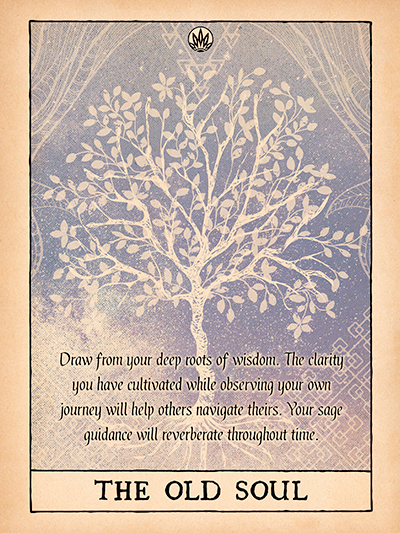 Draw from your deep roots of wisdom. The clarity
you have cultivated while observing your own
journey will help others navigate theirs. Your sage
guidance will reverberate throughout time.
THE OLD SOUL